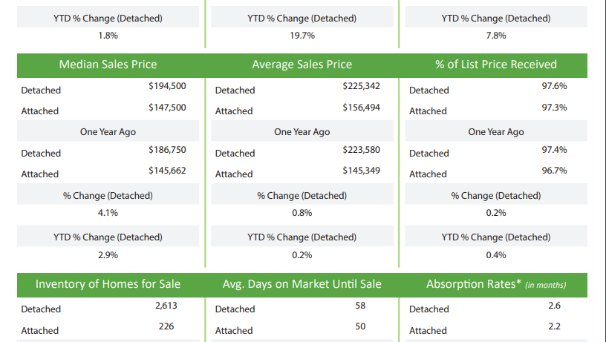 YTD % Change (Detached) YTD % Change (Detached) YTD % Change (Detached)
1.8% 19.7% 7.8%
Median Sales Price Average Sales Price % of List Price Received
Detached $194,500 Detached $225,342 Detached 97.6%
Attached $147,500 Attached $156,494 Attached 97.3%
One Year Ago One Year Ago One Year Ago
Detached $186,750 Detached $223,580 Detached 97.4%
Attached $145,662 Attached $145,349 Attached 96.7%
% Change (Detached) % Change (Detached) % Change (Detached)
4.1% 0.8% 0.2%
YTD % Change (Detached) YTD % Change (Detached) YTD % Change (Detached)
2.9% 0.2% 0.4%
Inventory of Homes for Sale Avg. Days on Market Until Sale Absorption Rates* (in months)
Detached 2,613 Detached 58 Detached 2.6
Attached 226 Attached 50 Attached 2.2